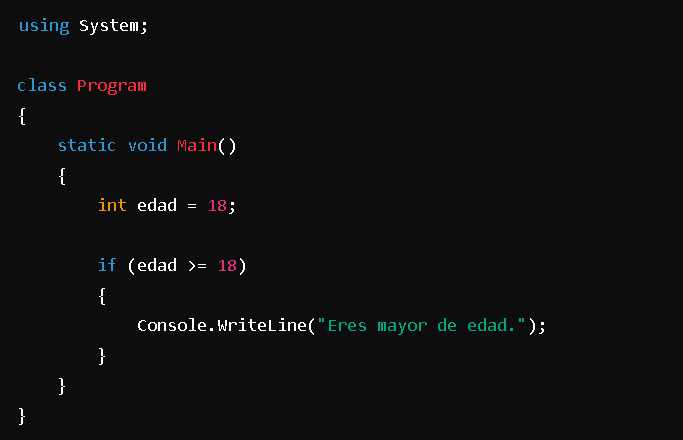 using System;

class Program
{
    static void Main()
    {
        int edad = 18;

        if (edad >= 18)
        {
            Console.WriteLine("Eres mayor de edad.");
        }
    }
}